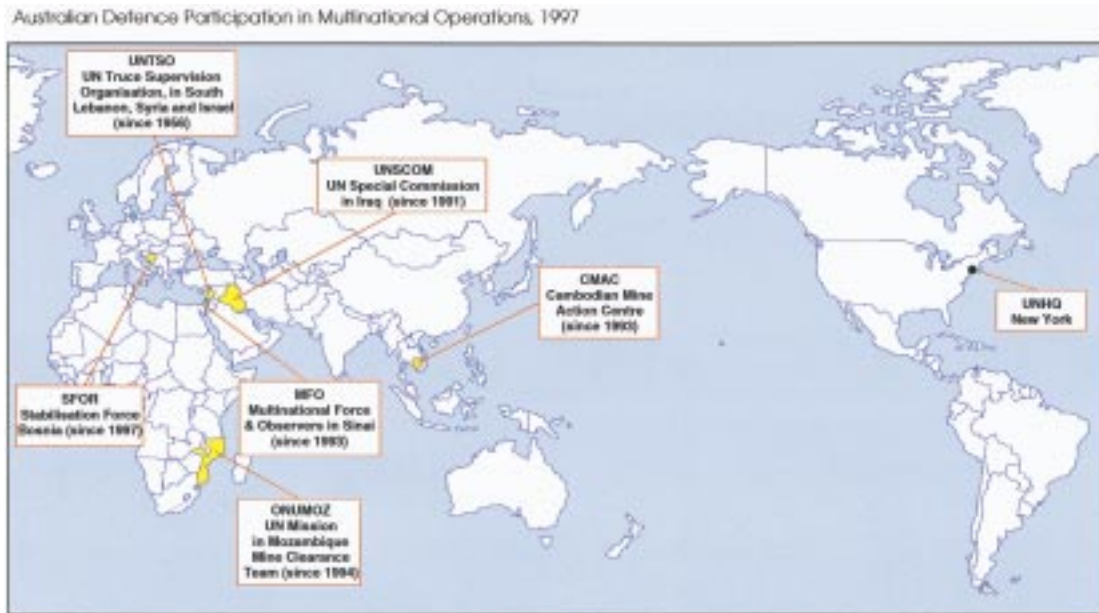 Australian Defence Participation in Multinational Operations, 1997
UNTSO
UN Truce Supervision
Organisation, in South
Lebanon, Syria and Israel
(since 1956)
UNSCOM
UN Special Commission
in Iraq (since 1991)
CMAC
Cambodian Mine
Action Centre
(since 1993)
UNHQ
New York
SFOR
Stabilisation Force
Bosnia (since 1997)
MFO
Multinational Force
& Observers in Sinai
(since 1993)
ONUMOZ
UN Mission
in Mozambique
Mine Clearance
Team (since 1994)